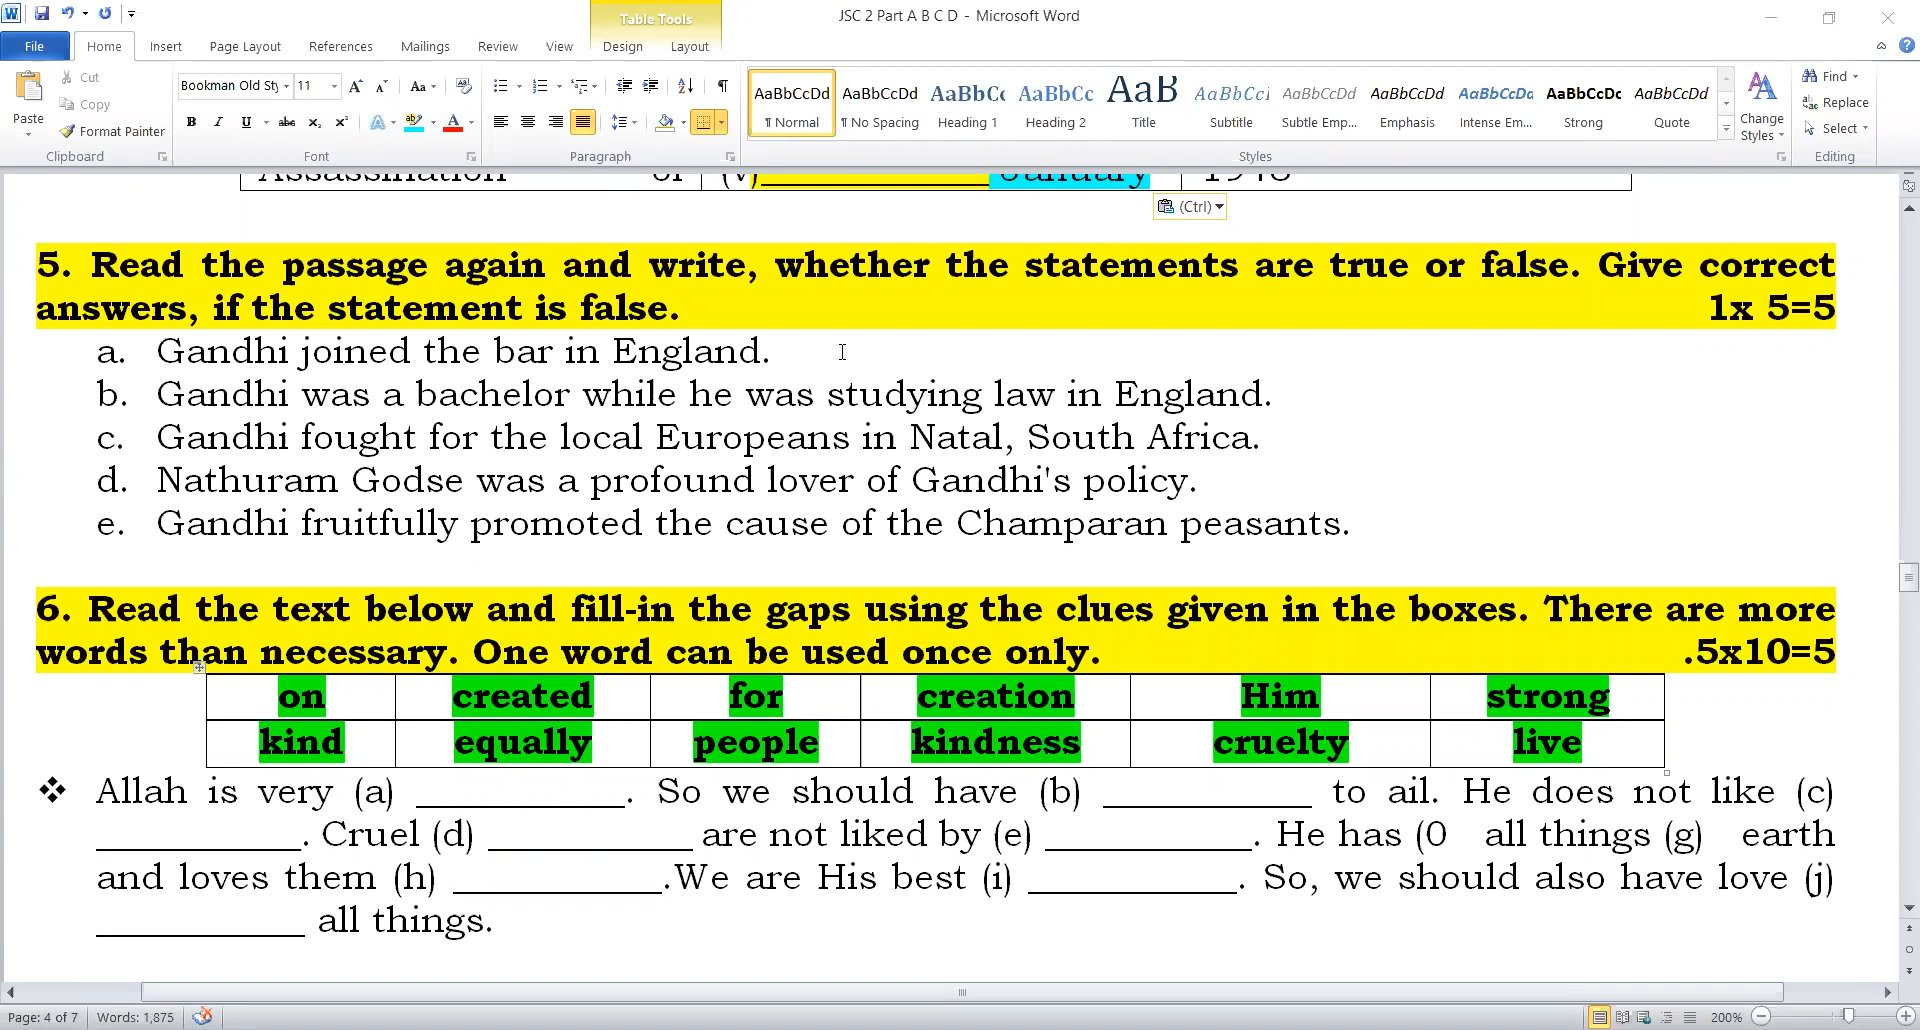 Table Tools
JSC 2 Part A B C D - Microsoft Word
File Home Insert Page Layout References Mailings Review View Design Layout
Paste
Cut
Copy
Format Painter
Clipboard
Bookman Old Sty 11
B I U abc x₂ x²
Font
Paragraph
AaBbCcDd AaBbCcDd AaBbCc AaBbCc AaB AaBbCcI AaBbCcDd AaBbCcDd AaBbCcDd AaBbCcDc AaBbCcDd
¶ Normal ¶ No Spacing Heading 1 Heading 2 Title Subtitle Subtle Emp... Emphasis Intense Em... Strong Quote
Styles
Change
Styles
Find
Replace
Select
Editing
Assassination of (v)____________ January 1948
(Ctrl)
5. Read the passage again and write, whether the statements are true or false. Give correct
answers, if the statement is false. 1x 5=5
a. Gandhi joined the bar in England.
b. Gandhi was a bachelor while he was studying law in England.
c. Gandhi fought for the local Europeans in Natal, South Africa.
d. Nathuram Godse was a profound lover of Gandhi's policy.
e. Gandhi fruitfully promoted the cause of the Champaran peasants.
6. Read the text below and fill-in the gaps using the clues given in the boxes. There are more
words than necessary. One word can be used once only. .5x10=5
on created for creation Him strong
kind equally people kindness cruelty live
❖ Allah is very (a) ___________. So we should have (b) ___________ to ail. He does not like (c)
___________. Cruel (d) ___________ are not liked by (e) ___________. He has (0 all things (g) earth
and loves them (h) ___________.We are His best (i) ___________. So, we should also have love (j)
___________ all things.
Page: 4 of 7 Words: 1,875 200%